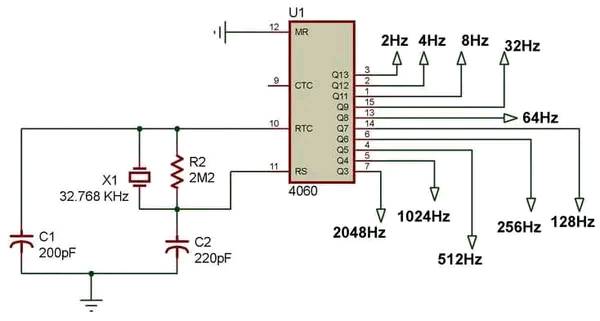 U1
12 MR
2Hz 4Hz 8Hz 32Hz
Q13 3
Q12 2
9 CTC Q11 1
Q9 15
Q8 13 64Hz
10 RTC Q7 14
Q6 6
Q5 4
11 RS Q4 5
Q3 7
4060
X1
32.768 KHz
R2
2M2
2048Hz 1024Hz 512Hz 256Hz 128Hz
C1
200pF
C2
220pF